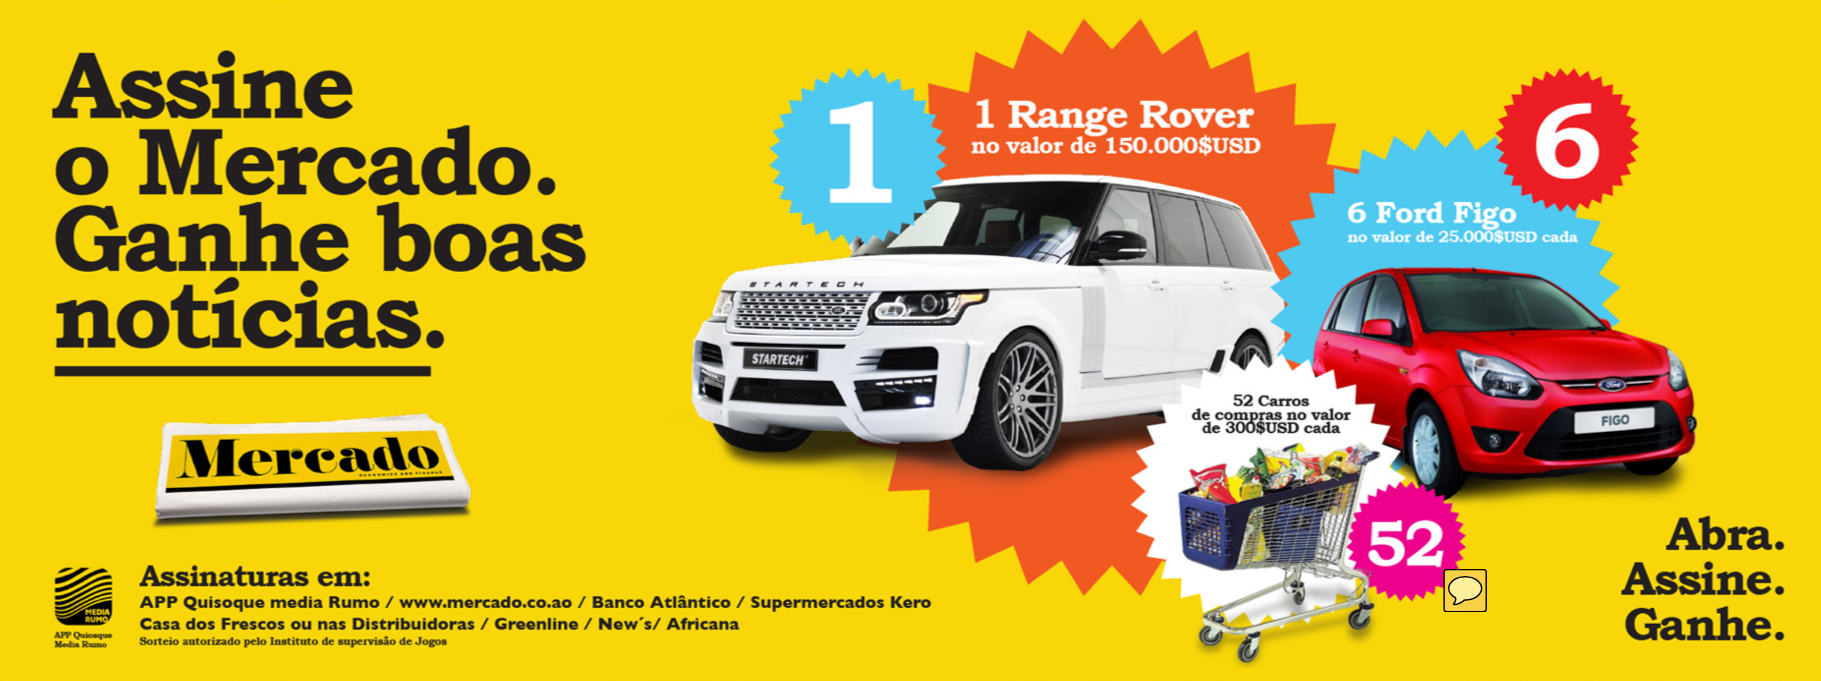 Assine
o Mercado.
Ganhe boas
notícias.
Mercado
ECONOMICS AND FINANCE
MEDIA
RUMO
APP Quiosque
Media Rumo
Assinaturas em:
APP Quisoque media Rumo / www.mercado.co.ao / Banco Atlântico / Supermercados Kero
Casa dos Frescos ou nas Distribuidoras / Greenline / New´s/ Africana
Sorteio autorizado pelo Instituto de supervisão de Jogos
1
1 Range Rover
no valor de 150.000$USD
STARTECH
STARTECH
6
6 Ford Figo
no valor de 25.000$USD cada
Ford
FIGO
52 Carros
de compras no valor
de 300$USD cada
52
Abra.
Assine.
Ganhe.